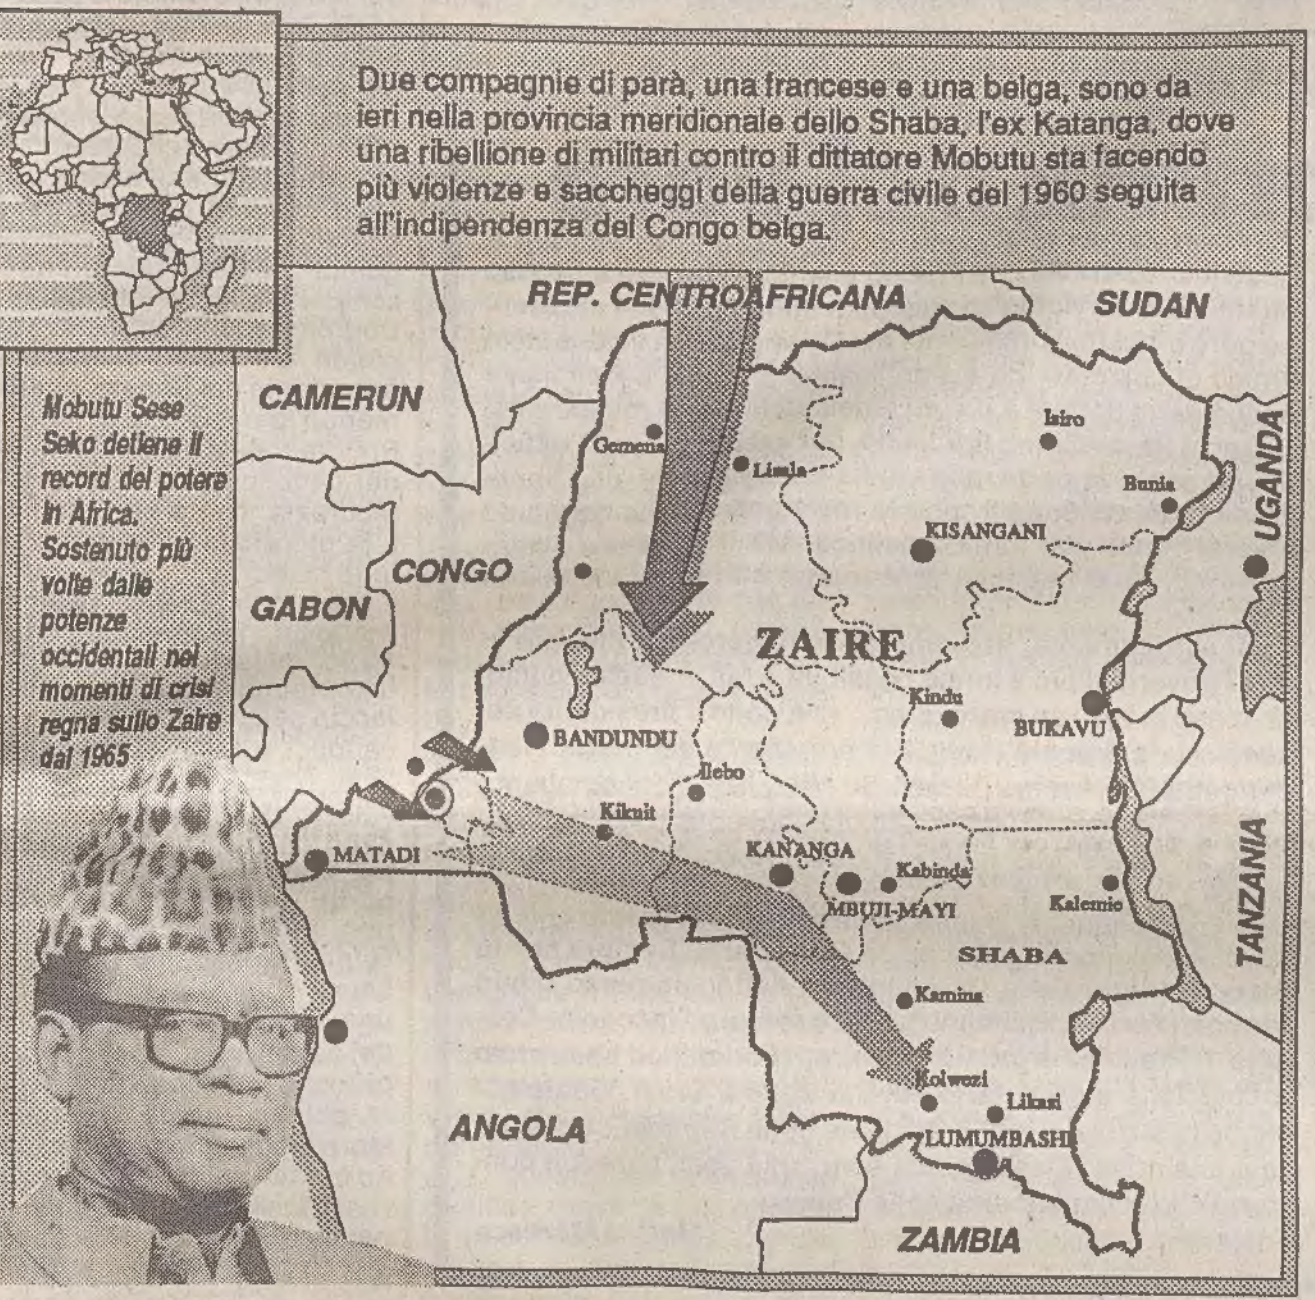 Due compagnie di parà, una francese e una belga, sono da
ieri nella provincia meridionale dello Shaba, l'ex Katanga, dove
una ribellione di militari contro il dittatore Mobutu sta facendo
più violenze e saccheggi della guerra civile del 1960 seguita
all'indipendenza del Congo belga.
REP. CENTROAFRICANA
SUDAN
Mobutu Sese
Seko detiene il
record del potere
in Africa.
Sostenuto più
volte dalle
potenze
occidentali nei
momenti di crisi
regna sullo Zaire
dal 1965
CAMERUN
Gemena
Lisala
Isiro
Bunia
UGANDA
KISANGANI
CONGO
GABON
ZAIRE
Kindu
BUKAVU
BANDUNDU
Ilebo
Kikuit
MATADI
KANANGA
Kabinda
MBUJI-MAYI
Kalemie
TANZANIA
SHABA
Kamina
Kolwezi
Likasi
LUMUMBASHI
ANGOLA
ZAMBIA